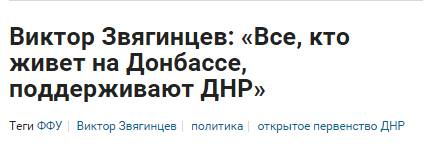 Виктор Звягинцев: «Все, кто
живет на Донбассе,
поддерживают ДНР»
Теги ФФУ | Виктор Звягинцев | политика | открытое первенство ДНР